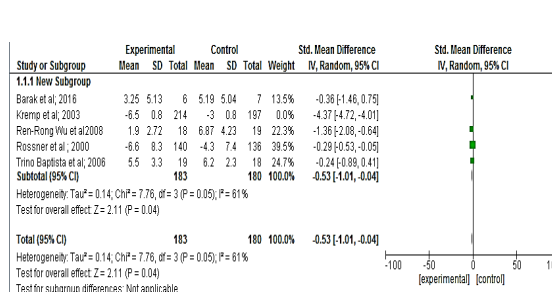 Experimental Control Std. Mean Difference Std. Mean Difference
Study or Subgroup Mean SD Total Mean SD Total Weight IV, Random, 95% CI IV, Random, 95% CI
1.1.1 New Subgroup
Barak et al; 2016 3.25 5.13 6 5.19 5.04 7 13.5% -0.36 [-1.46, 0.75]
Kremp et al; 2003 -6.5 0.8 214 -3 0.8 197 0.0% -4.37 [-4.72, -4.01]
Ren-Rong Wu et al2008 1.9 2.72 18 6.87 4.23 19 22.5% -1.36 [-2.08, -0.64]
Rossner et al ; 2000 -6.6 8.3 140 -4.3 7.4 136 39.5% -0.29 [-0.53, -0.05]
Trino Baptista et al; 2006 5.5 3.3 19 6.2 2.3 18 24.5% -0.24 [-0.89, 0.41]
Subtotal (95% CI) 183 180 100.0% -0.53 [-1.01, -0.04]
Heterogeneity: Tau² = 0.14; Chi² = 7.76, df = 3 (P = 0.05); I² = 61%
Test for overall effect: Z = 2.11 (P = 0.04)
Total (95% CI) 183 180 100.0% -0.53 [-1.01, -0.04]
Heterogeneity: Tau² = 0.14; Chi² = 7.76, df = 3 (P = 0.05); I² = 61%
Test for overall effect: Z = 2.11 (P = 0.04)
Test for subgroup differences: Not applicable
-100 -50 0 50
[experimental] [control]